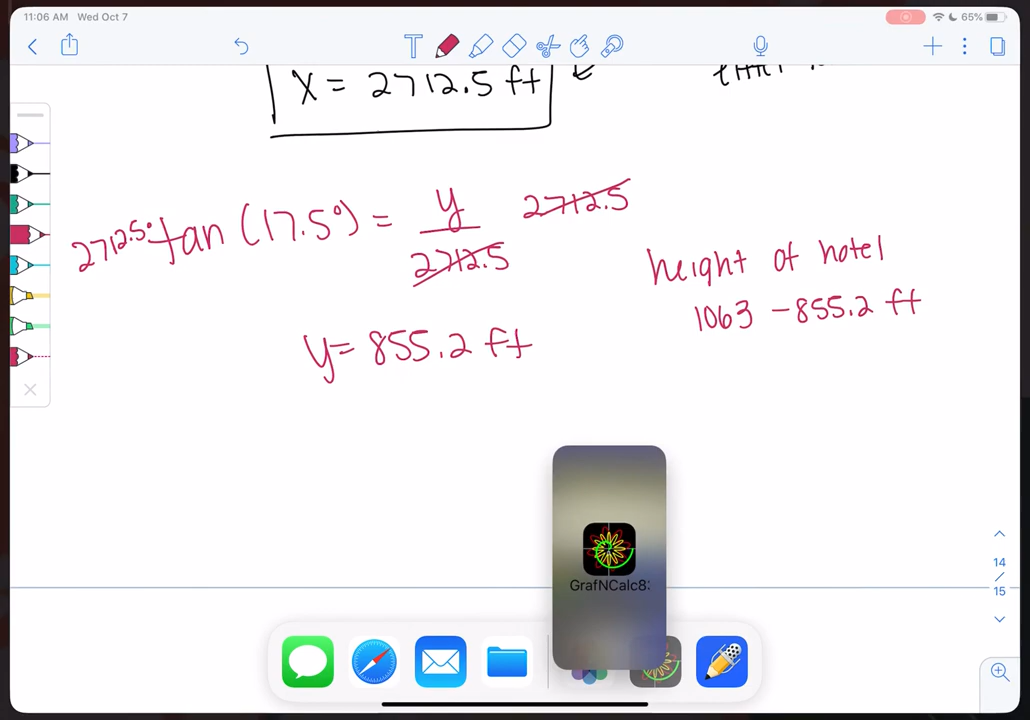 11:06 AM Wed Oct 7
65%
T
X = 2712.5 ft
2712.5 tan (17.5°) = y / 2712.5 2712.5
height of hotel
1063 - 855.2 ft
y = 855.2 ft
GrafNCalc8
14
/
15